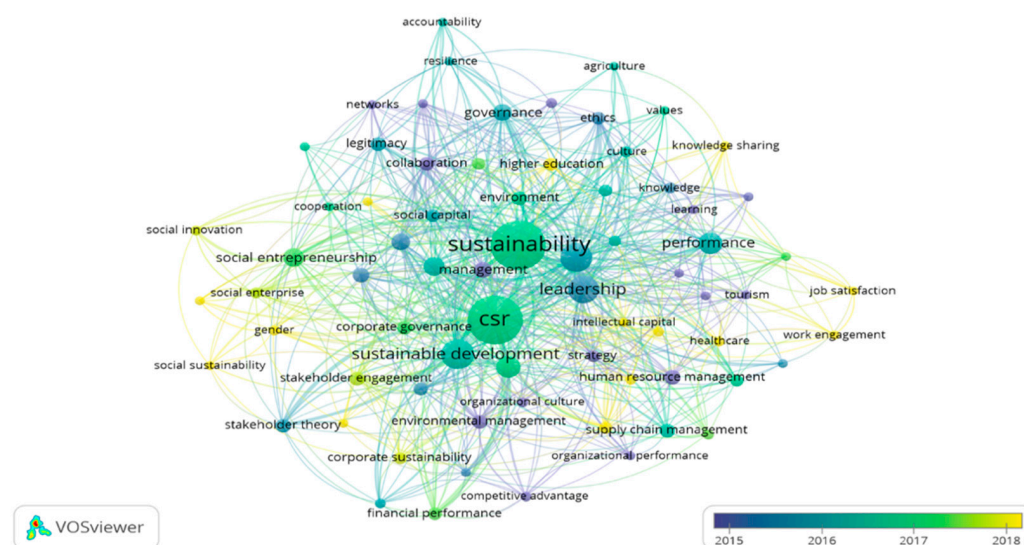 accountability
resilience
agriculture
networks
governance
values
ethics
legitimacy
culture
knowledge sharing
collaboration
higher education
knowledge
environment
cooperation
learning
social capital
social innovation
sustainability
performance
social entrepreneurship
management
leadership
job satisfaction
social enterprise
tourism
csr
intellectual capital
gender
corporate governance
work engagement
healthcare
sustainable development
strategy
social sustainability
stakeholder engagement
human resource management
organizational culture
stakeholder theory
environmental management
supply chain management
corporate sustainability
organizational performance
competitive advantage
financial performance
VOSviewer
2015 2016 2017 2018